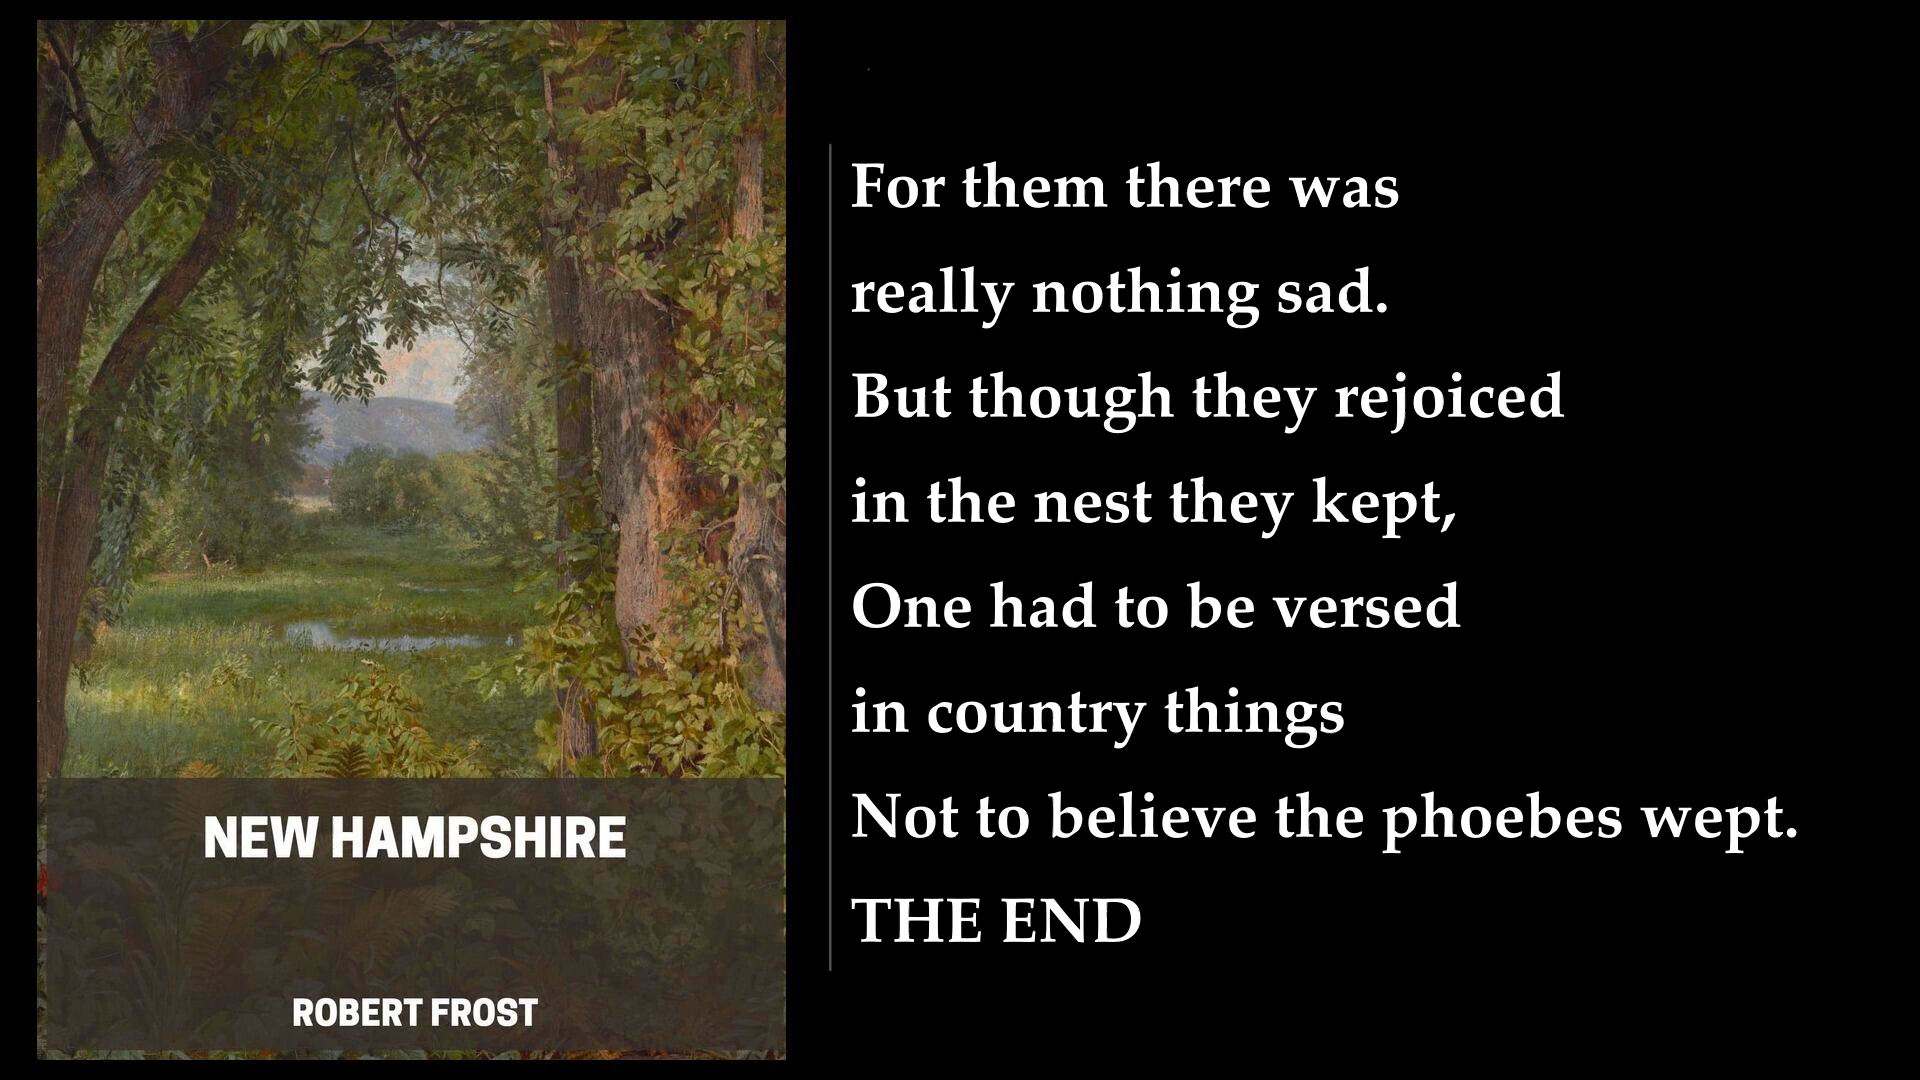 NEW HAMPSHIRE
ROBERT FROST
For them there was
really nothing sad.
But though they rejoiced
in the nest they kept,
One had to be versed
in country things
Not to believe the phoebes wept.
THE END